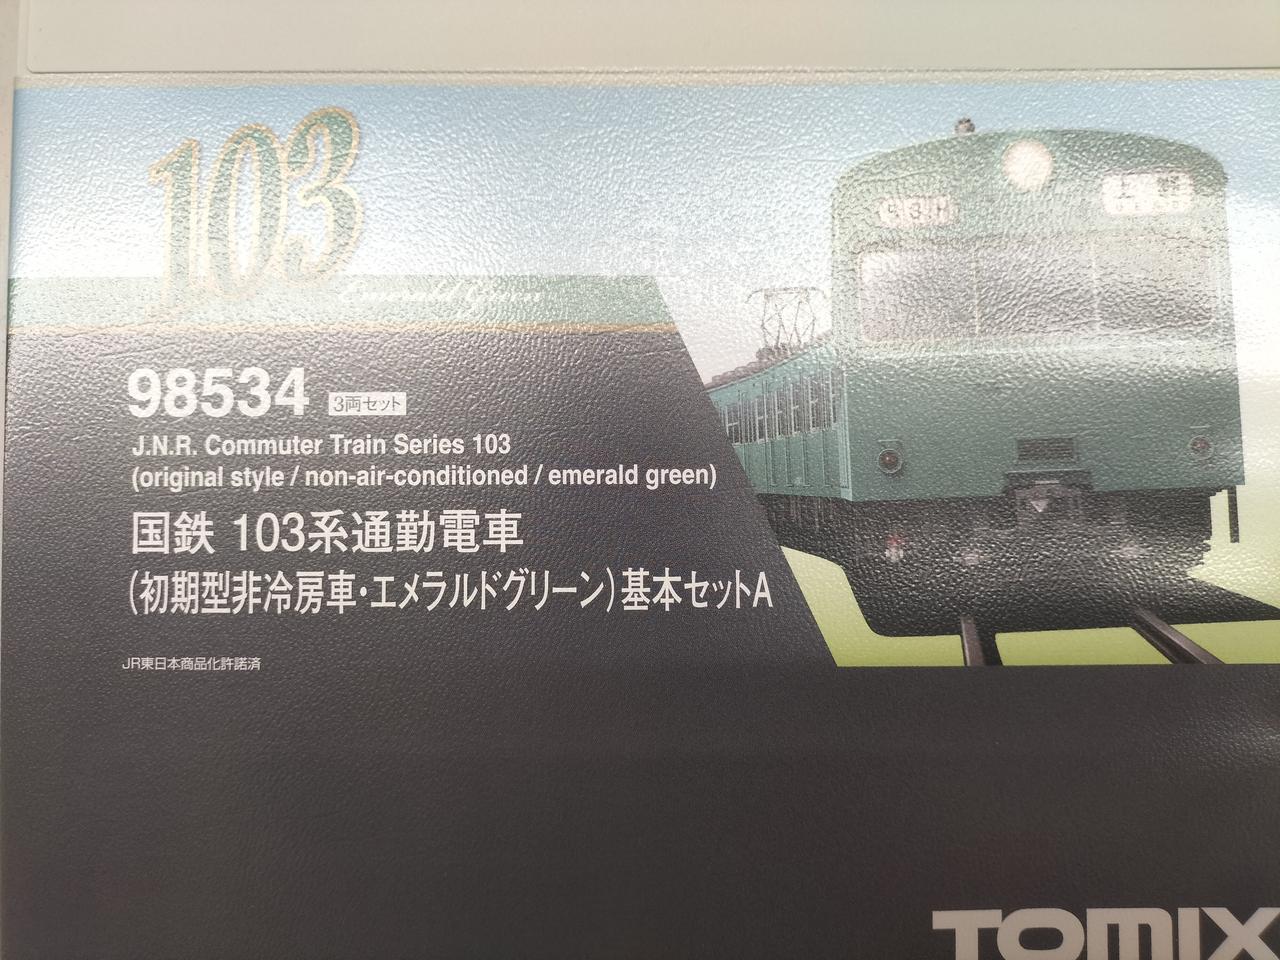 103
Emerald Green
98534 3両セット
J.N.R. Commuter Train Series 103
(original style / non-air-conditioned / emerald green)
国鉄 103系通勤電車
(初期型非冷房車・エメラルドグリーン)基本セットA
JR東日本商品化許諾済
TOMIX